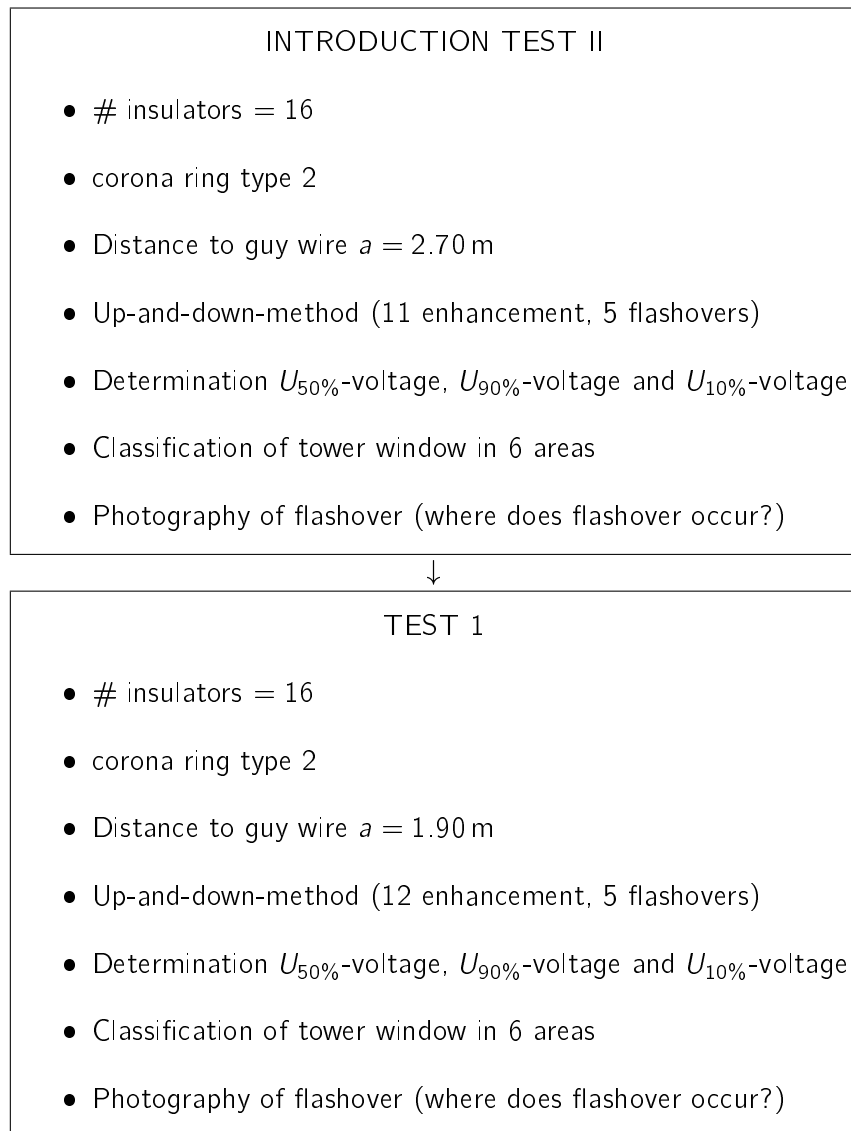 INTRODUCTION TEST II
• # insulators = 16
• corona ring type 2
• Distance to guy wire a = 2.70 m
• Up-and-down-method (11 enhancement, 5 flashovers)
• Determination U50%-voltage, U90%-voltage and U10%-voltage
• Classification of tower window in 6 areas
• Photography of flashover (where does flashover occur?)
↓
TEST 1
• # insulators = 16
• corona ring type 2
• Distance to guy wire a = 1.90 m
• Up-and-down-method (12 enhancement, 5 flashovers)
• Determination U50%-voltage, U90%-voltage and U10%-voltage
• Classification of tower window in 6 areas
• Photography of flashover (where does flashover occur?)